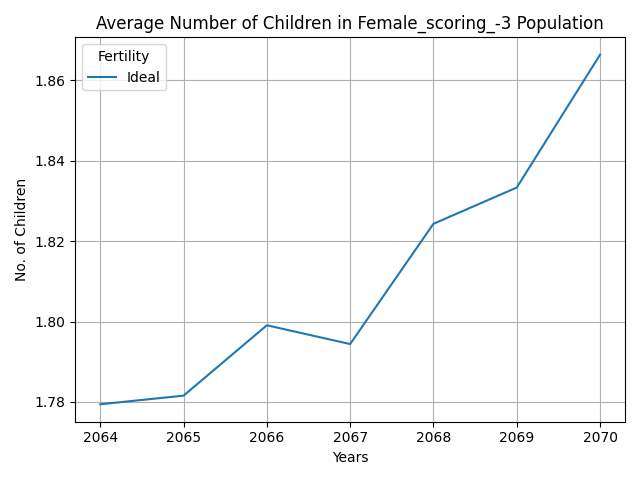 Average Number of Children in Female_scoring_-3 Population
Fertility
Ideal
No. of Children
1.86
1.84
1.82
1.80
1.78
2064 2065 2066 2067 2068 2069 2070
Years